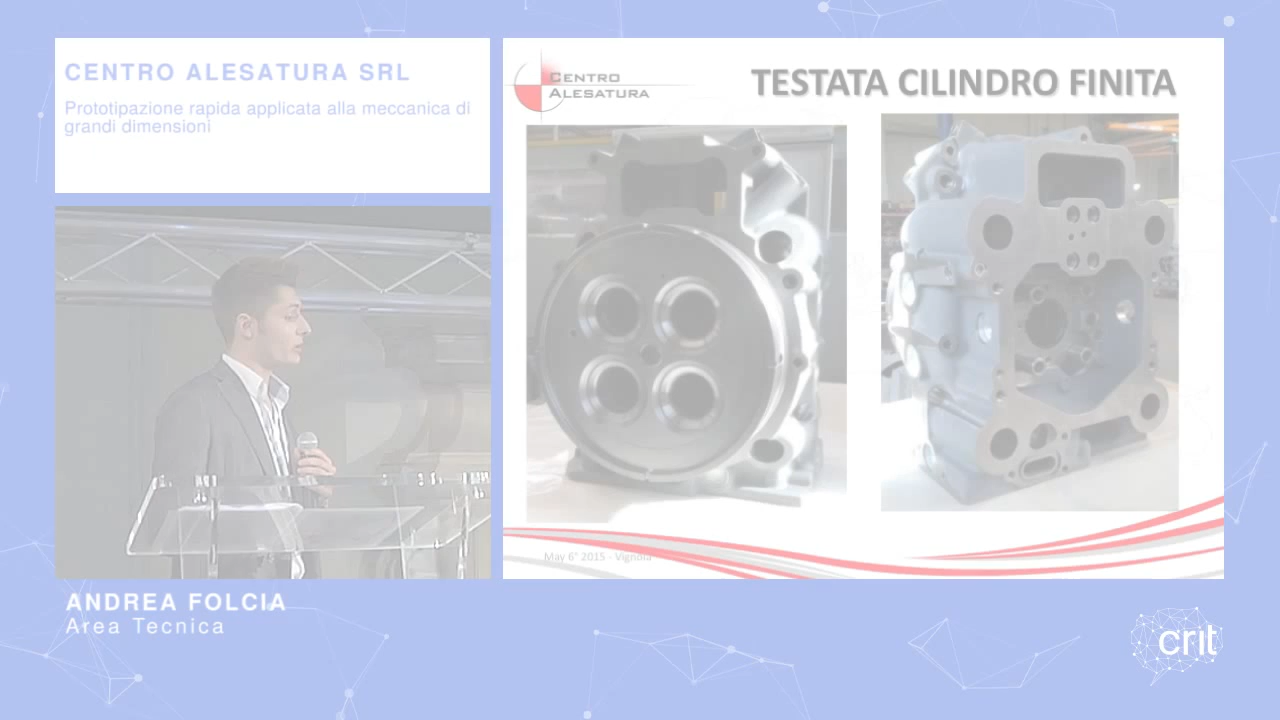 CENTRO ALESATURA SRL
Prototipazione rapida applicata alla meccanica di
grandi dimensioni
CENTRO
ALESATURA
TESTATA CILINDRO FINITA
May 6° 2015 - Vignola
ANDREA FOLCIA
Area Tecnica
crit